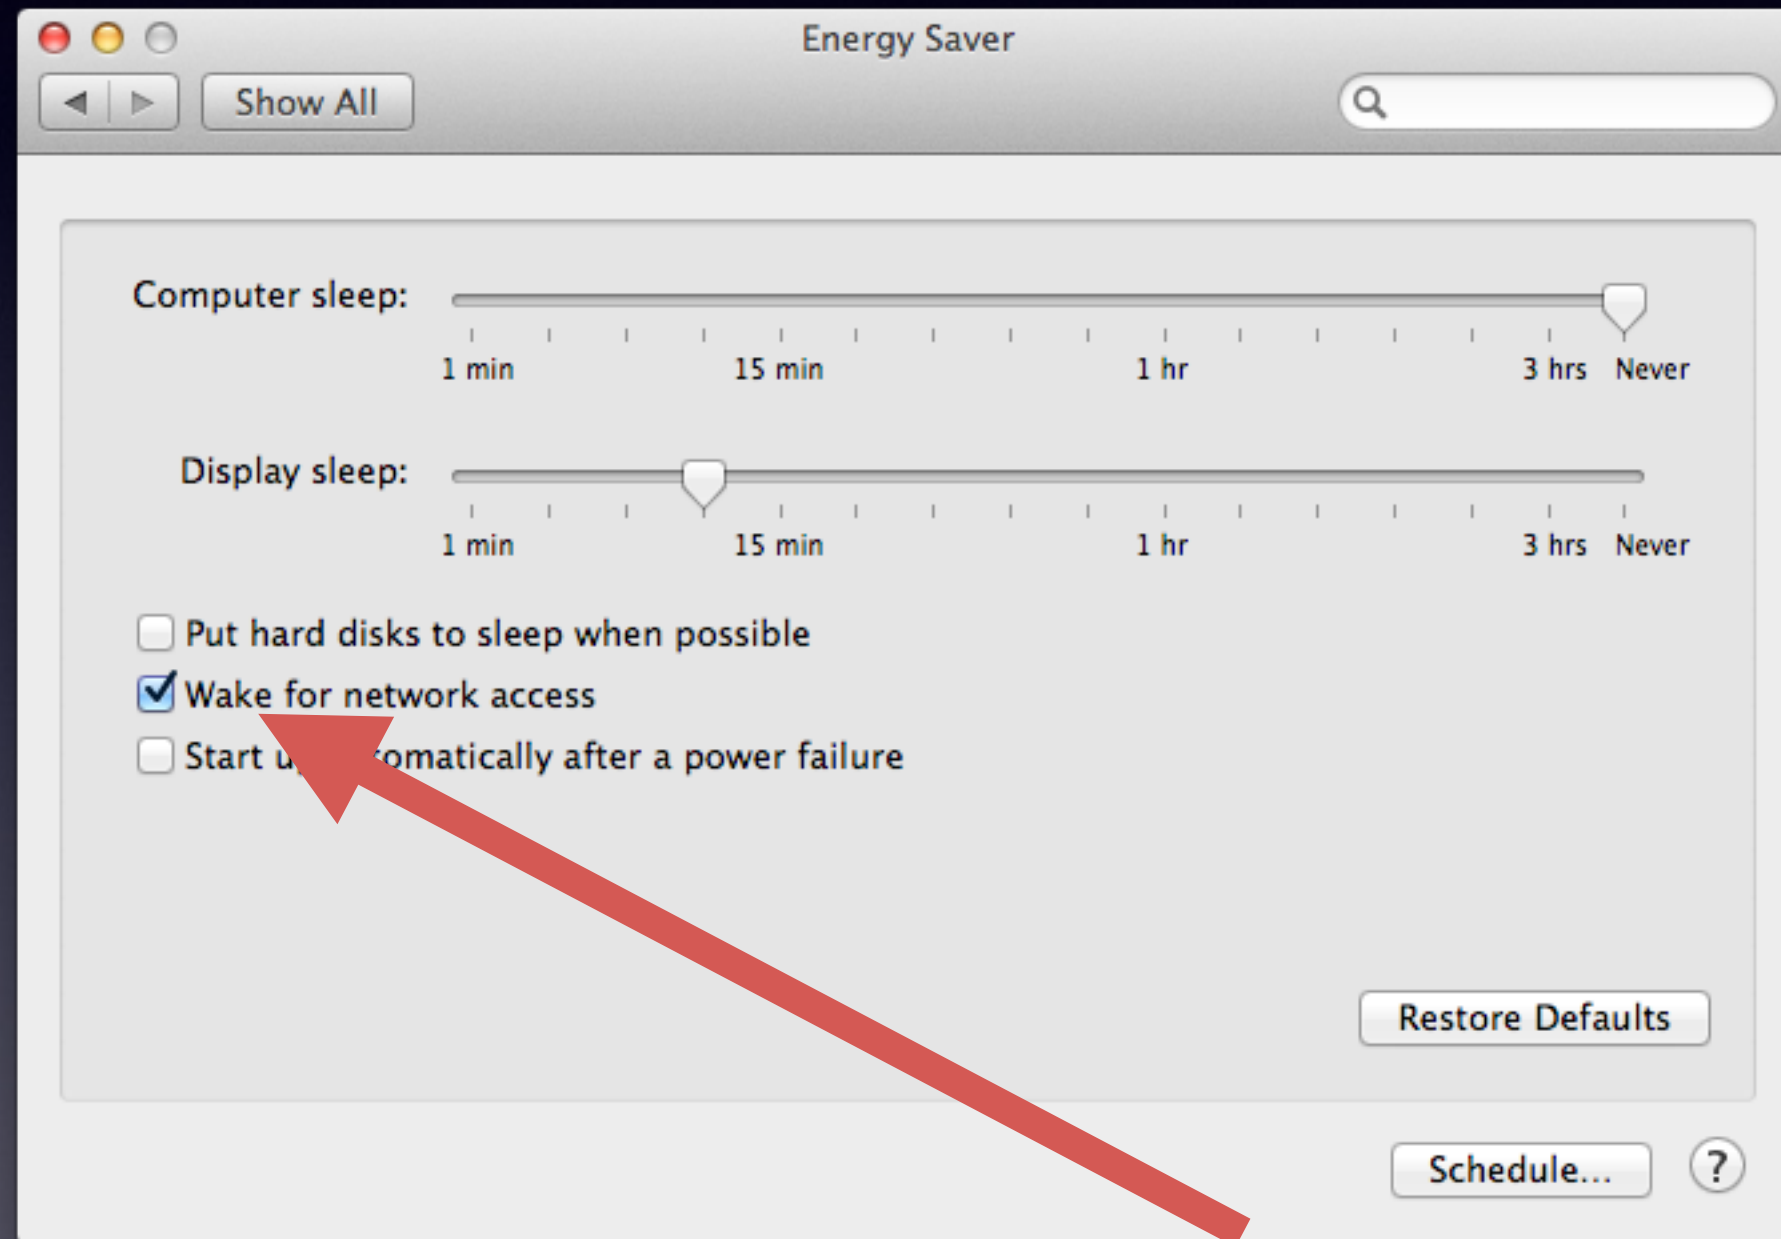 Energy Saver
Show All
Computer sleep:
1 min 15 min 1 hr 3 hrs Never
Display sleep:
1 min 15 min 1 hr 3 hrs Never
Put hard disks to sleep when possible
Wake for network access
Start omatically after a power failure
Restore Defaults
Schedule... ?